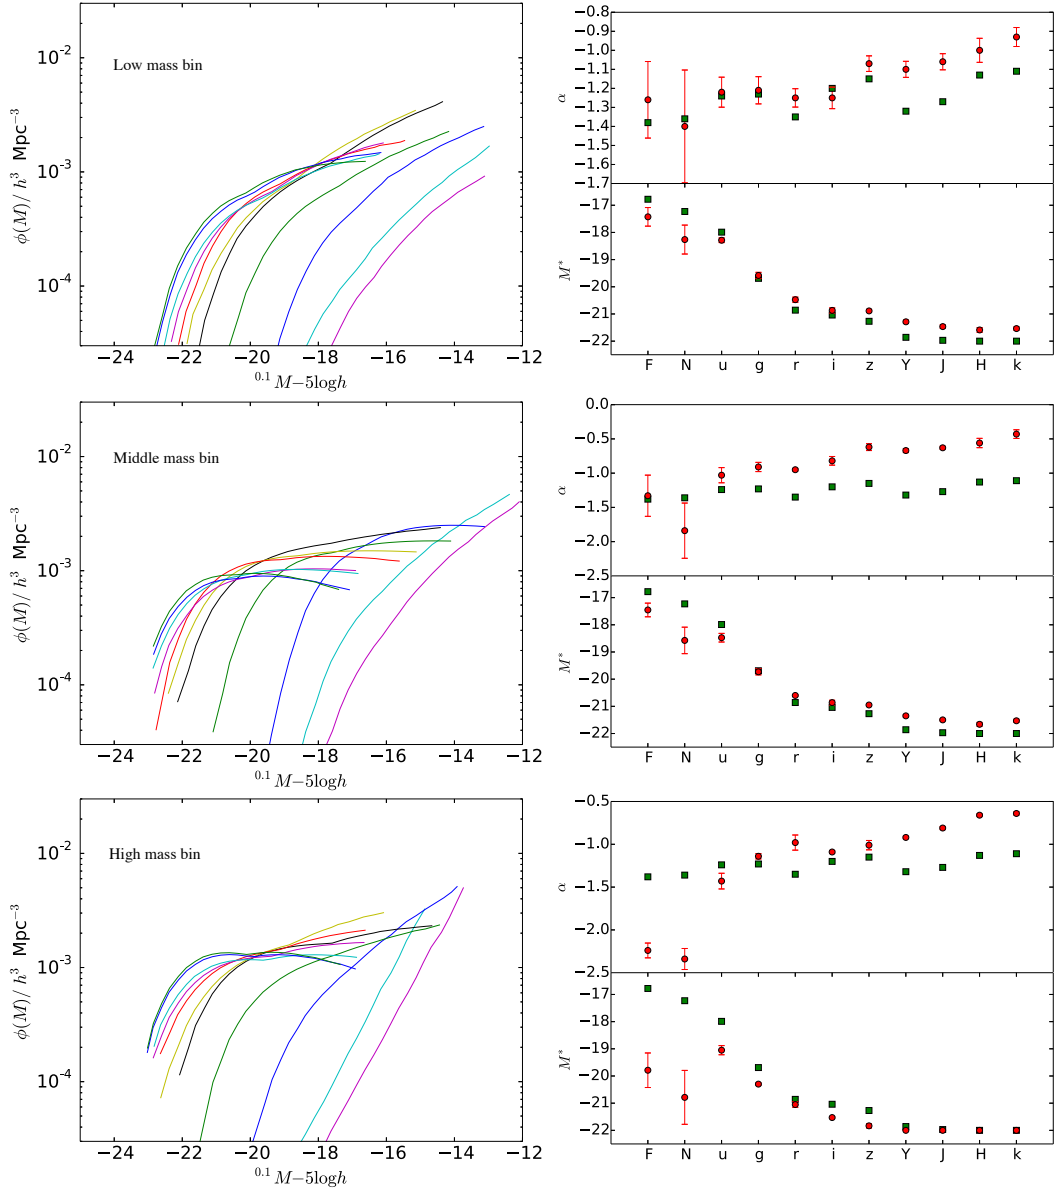 10⁻²
10⁻³
10⁻⁴
ϕ(M)/ h³ Mpc⁻³
Low mass bin
−24 −22 −20 −18 −16 −14 −12
⁰·¹M−5logh
−0.8
−0.9
−1.0
−1.1
−1.2
−1.3
−1.4
−1.5
−1.6
−1.7
α
−17
−18
−19
−20
−21
−22
M*
F N u g r i z Y J H k
10⁻²
10⁻³
10⁻⁴
ϕ(M)/ h³ Mpc⁻³
Middle mass bin
−24 −22 −20 −18 −16 −14 −12
⁰·¹M−5logh
0.0
−0.5
−1.0
−1.5
−2.0
−2.5
α
−17
−18
−19
−20
−21
−22
M*
F N u g r i z Y J H k
10⁻²
10⁻³
10⁻⁴
ϕ(M)/ h³ Mpc⁻³
High mass bin
−24 −22 −20 −18 −16 −14 −12
⁰·¹M−5logh
−0.5
−1.0
−1.5
−2.0
−2.5
α
−17
−18
−19
−20
−21
−22
M*
F N u g r i z Y J H k